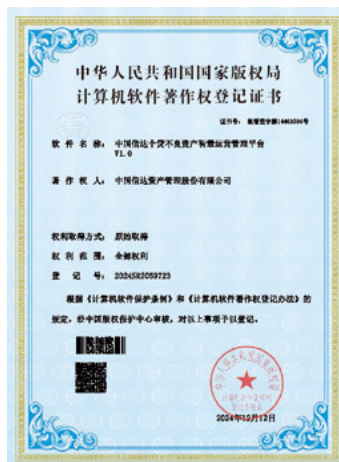 中华人民共和国国家版权局
计算机软件著作权登记证书
证书号：
软件名称： 中国信达个贷不良资产智慧运营管理平台
V1.0
著作权人： 中国信达资产管理股份有限公司
权利取得方式： 原始取得
权利范围： 全部权利
登记号： 2024SR2059723
根据《计算机软件保护条例》和《计算机软件著作权登记办法》的
规定，经中国版权保护中心审核，对以上事项予以登记。
2024年12月12日